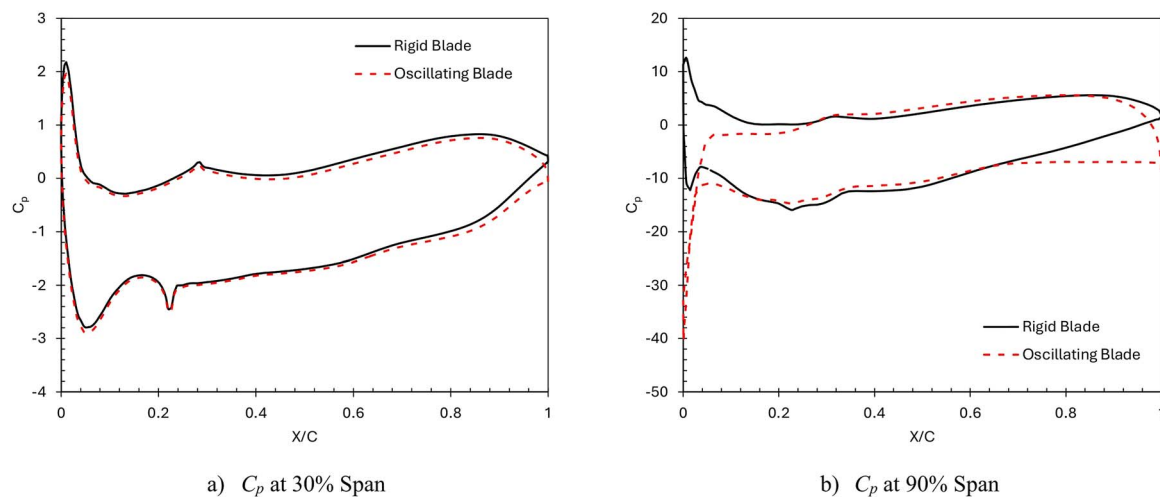 3
2
1
0
-1
-2
-3
-4
Cp
0
0.2
0.4
0.6
0.8
1
X/C
Rigid Blade
Oscillating Blade
a) Cp at 30% Span
20
10
0
-10
-20
-30
-40
-50
Cp
0
0.2
0.4
0.6
0.8
1
X/C
Rigid Blade
Oscillating Blade
b) Cp at 90% Span